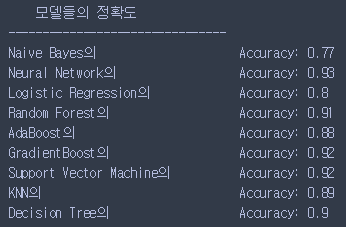 모델들의 정확도
--------------------------------
Naive Bayes의 Accuracy: 0.77
Neural Network의 Accuracy: 0.93
Logistic Regression의 Accuracy: 0.8
Random Forest의 Accuracy: 0.91
AdaBoost의 Accuracy: 0.88
GradientBoost의 Accuracy: 0.92
Support Vector Machine의 Accuracy: 0.92
KNN의 Accuracy: 0.89
Decision Tree의 Accuracy: 0.9